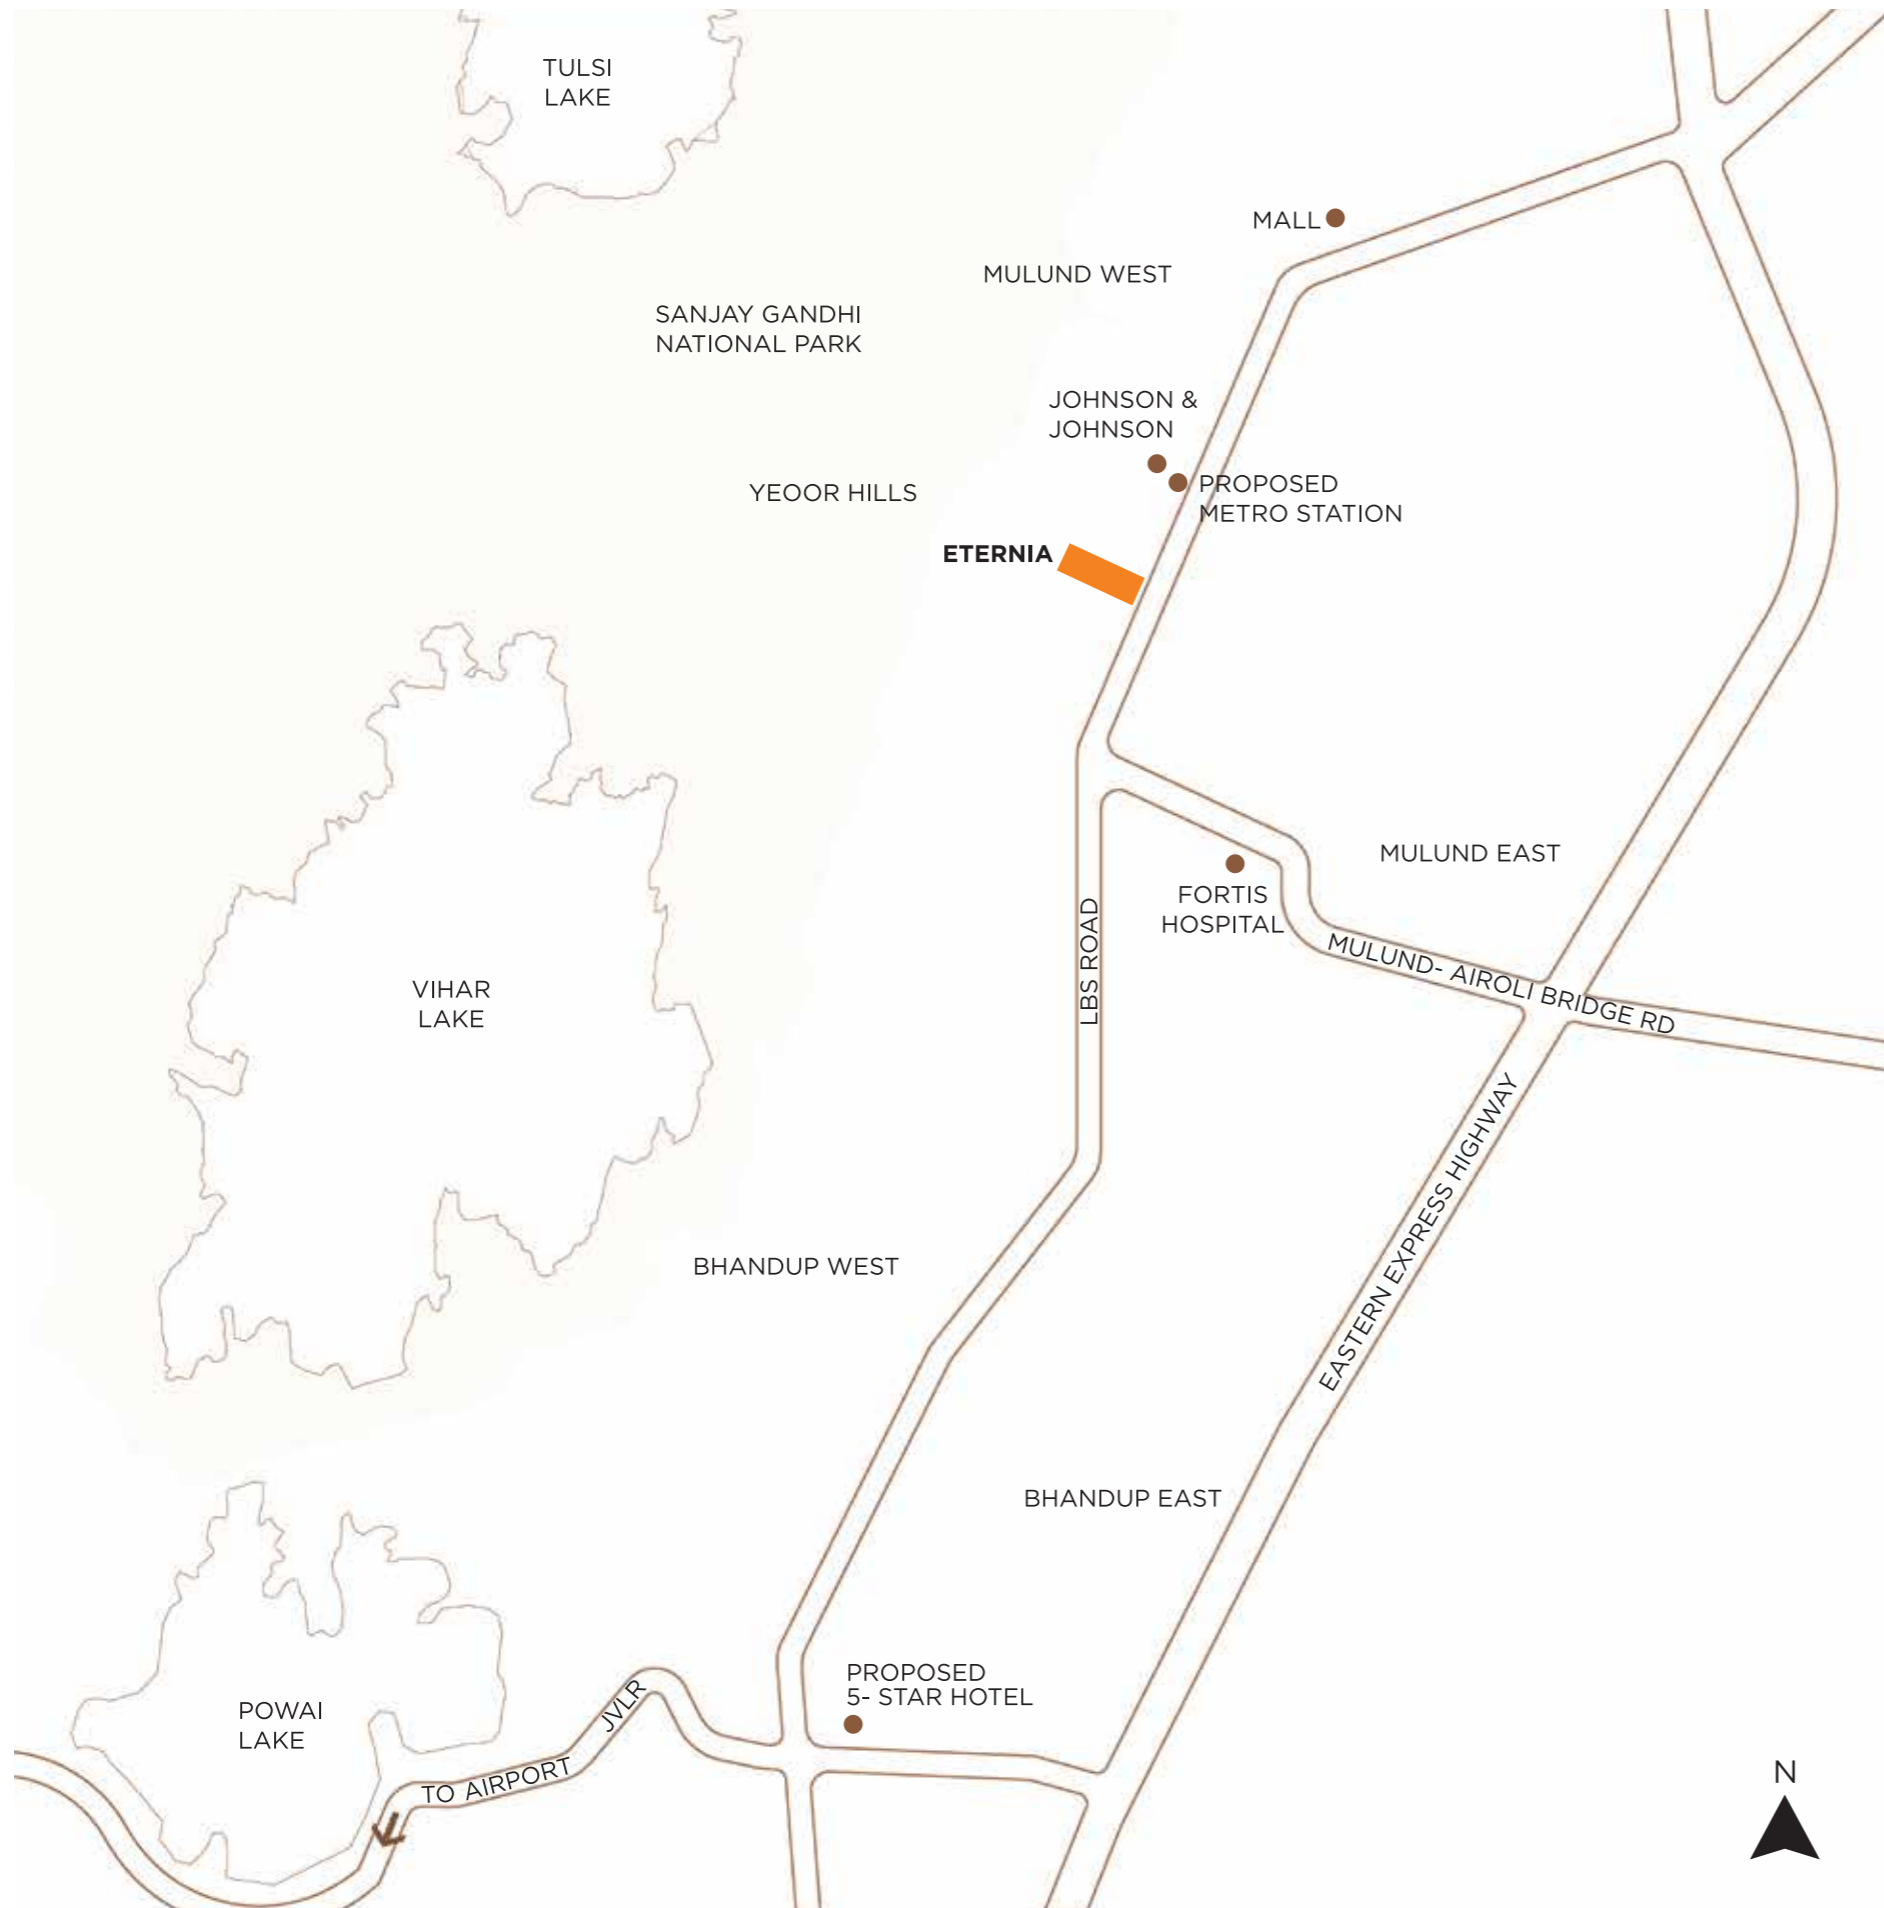 TULSI
LAKE
MALL
MULUND WEST
SANJAY GANDHI
NATIONAL PARK
JOHNSON &
JOHNSON
YEOOR HILLS
PROPOSED
METRO STATION
ETERNIA
MULUND EAST
FORTIS
HOSPITAL
LBS ROAD
MULUND- AIROLI BRIDGE RD
VIHAR
LAKE
EASTERN EXPRESS HIGHWAY
BHANDUP WEST
BHANDUP EAST
PROPOSED
5- STAR HOTEL
JVLR
POWAI
LAKE
TO AIRPORT
N